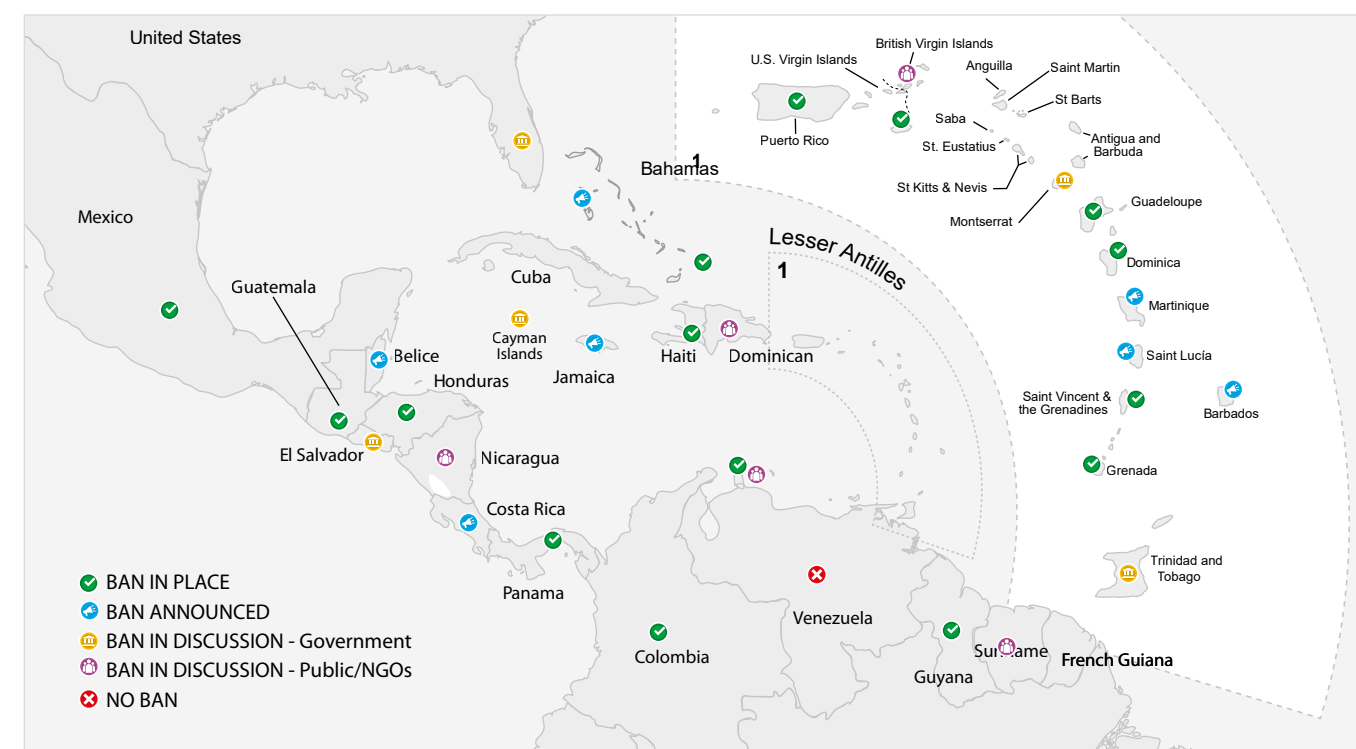 United States
British Virgin Islands
U.S. Virgin Islands
Anguilla
Saint Martin
St Barts
Saba
Puerto Rico
St. Eustatius
Antigua and
Barbuda
Bahamas
1
St Kitts & Nevis
Mexico
Montserrat
Guadeloupe
Lesser Antilles
1
Dominica
Cuba
Guatemala
Martinique
Cayman
Islands
Belice
Haiti
Dominican
Saint Lucía
Honduras
Jamaica
Saint Vincent &
the Grenadines
Barbados
El Salvador
Nicaragua
Grenada
Costa Rica
Trinidad and
Tobago
BAN IN PLACE
Panama
BAN ANNOUNCED
Venezuela
BAN IN DISCUSSION - Government
Colombia
Suriname
French Guiana
BAN IN DISCUSSION - Public/NGOs
Guyana
NO BAN